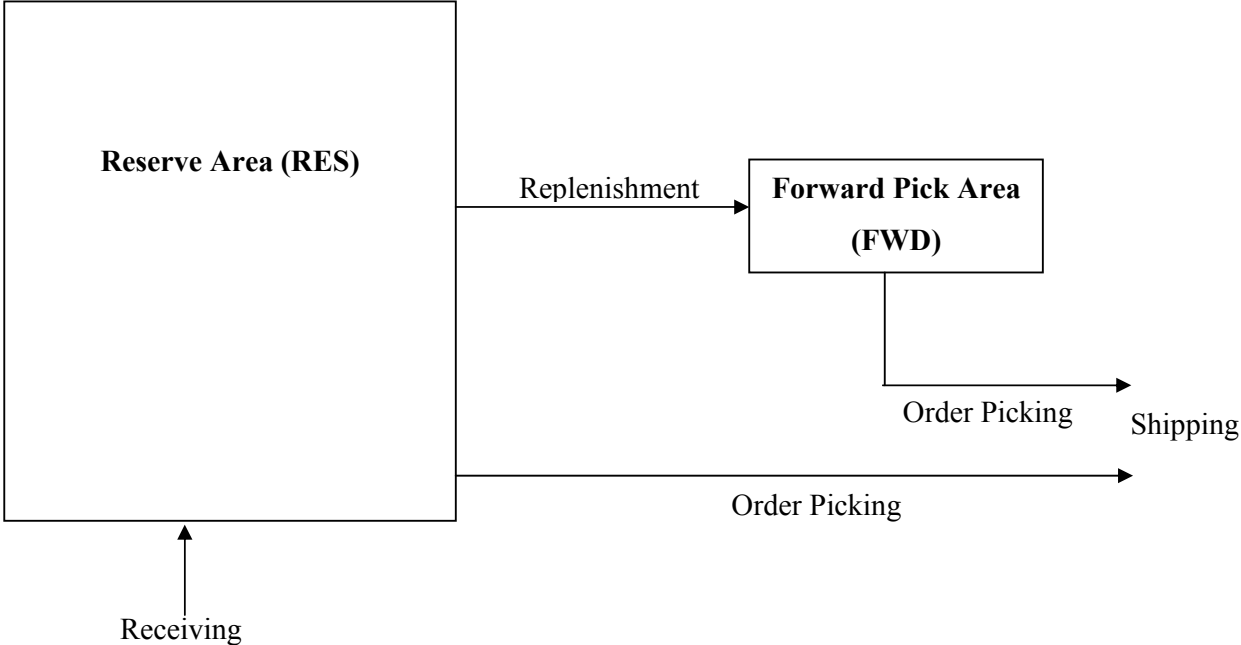 Reserve Area (RES)
Replenishment
Forward Pick Area
(FWD)
Order Picking
Shipping
Order Picking
Receiving